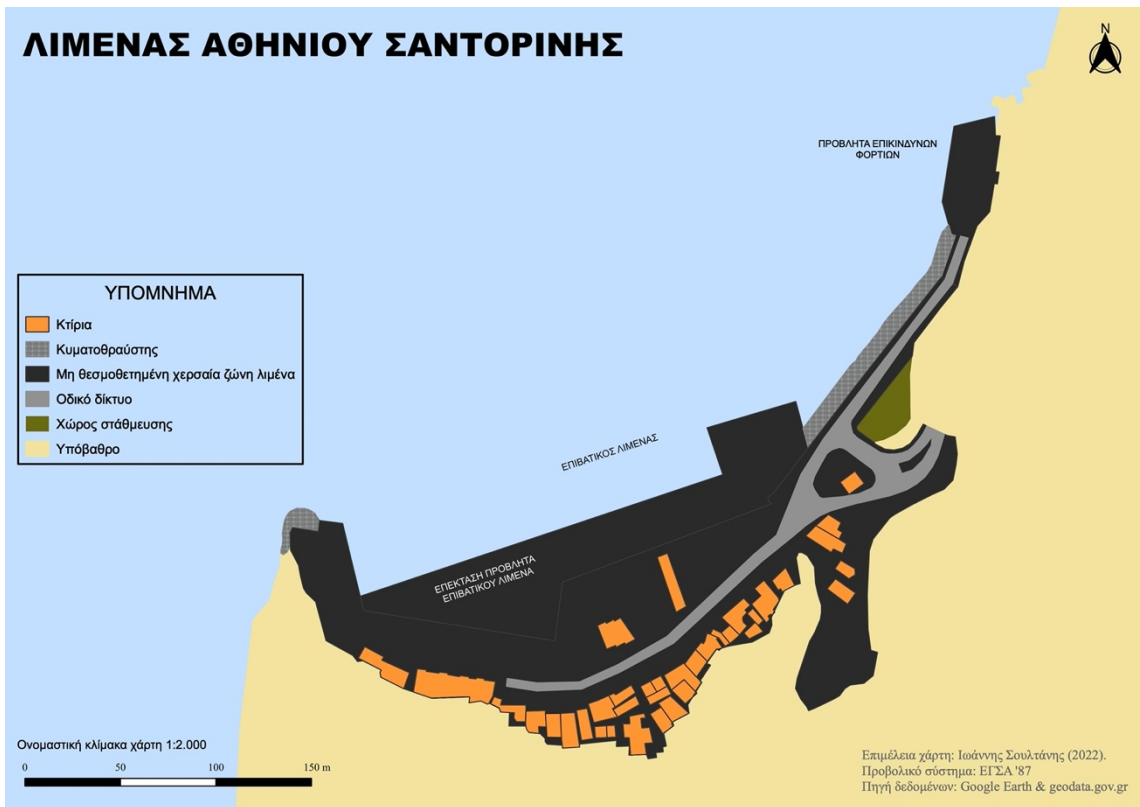 ΛΙΜΕΝΑΣ ΑΘΗΝΙΟΥ ΣΑΝΤΟΡΙΝΗΣ
N
ΠΡΟΒΛΗΤΑ ΕΠΙΚΙΝΔΥΝΩΝ
ΦΟΡΤΙΩΝ
ΥΠΟΜΝΗΜΑ
Κτίρια
Κυματοθραύστης
Μη θεσμοθετημένη χερσαία ζώνη λιμένα
Οδικό δίκτυο
Χώρος στάθμευσης
Υπόβαθρο
ΕΠΙΒΑΤΙΚΟΣ ΛΙΜΕΝΑΣ
ΕΠΕΚΤΑΣΗ ΠΡΟΒΛΗΤΑ
ΕΠΙΒΑΤΙΚΟΥ ΛΙΜΕΝΑ
Ονομαστική κλίμακα χάρτη 1:2.000
0 50 100 150 m
Επιμέλεια χάρτη: Ιωάννης Σουλτάνης (2022).
Προβολικό σύστημα: ΕΓΣΑ '87
Πηγή δεδομένων: Google Earth & geodata.gov.gr